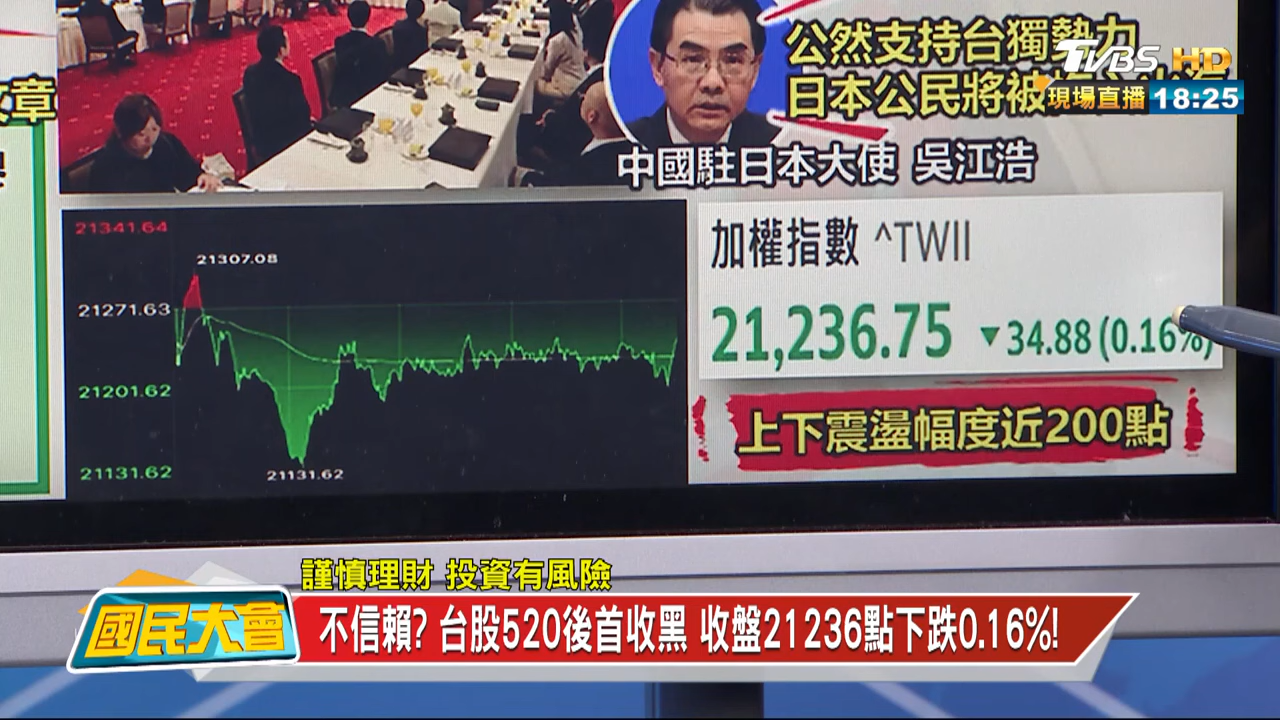 公然支持台獨勢力
日本公民將被
TVBS HD
現場直播 18:25
文章
中國駐日本大使 吳江浩
21341.64
21307.08
21271.63
21201.62
21131.62
21131.62
加權指數 ^TWII
21,236.75 ▼34.88 (0.16%)
上下震盪幅度近200點
謹慎理財 投資有風險
國民大會
不信賴? 台股520後首收黑 收盤21236點下跌0.16%!